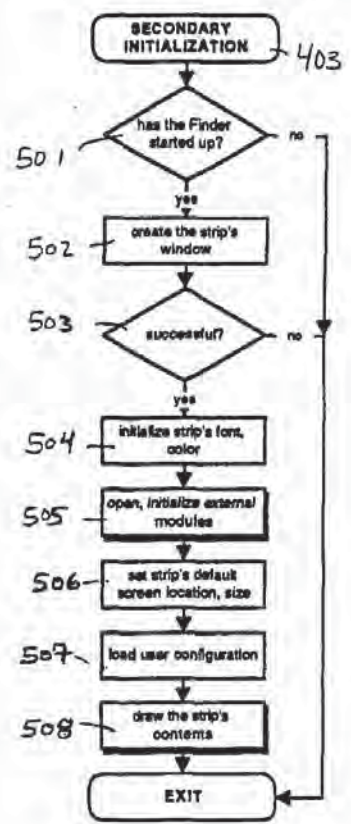 SECONDARY
INITIALIZATION
403
has the Finder
started up?
no
501
yes
create the strip's
window
502
503
successful?
no
yes
504
initialize strip's font,
color
505
open, initialize external
modules
506
set strip's default
screen location, size
507
load user configuration
508
draw the strip's
contents
EXIT